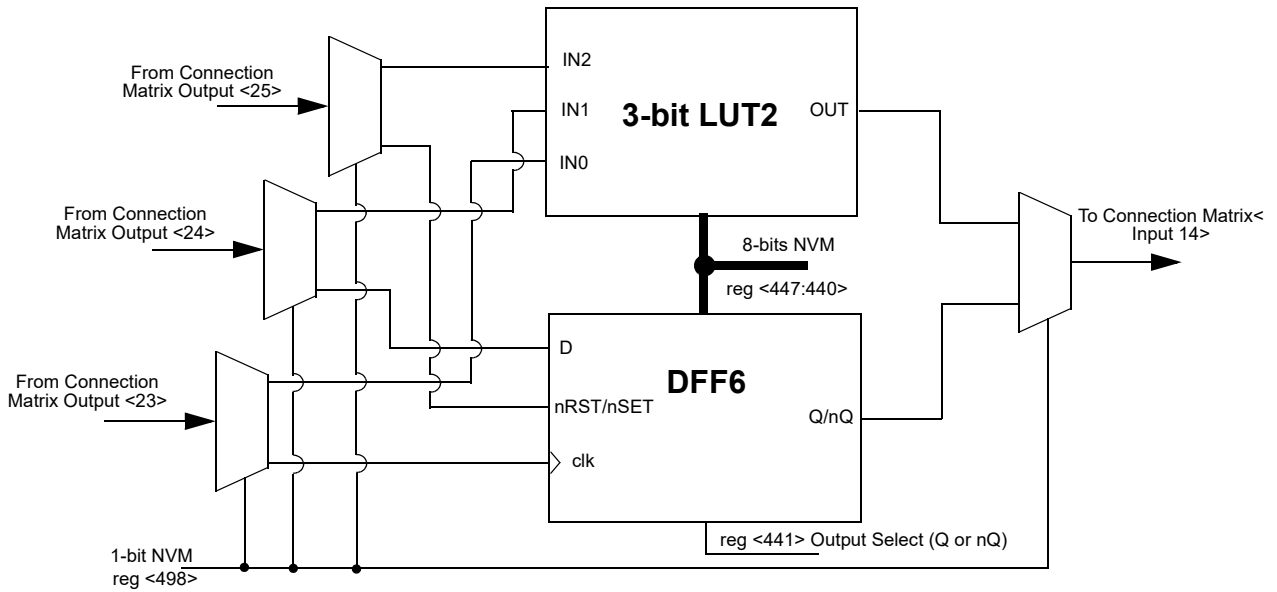 From Connection
Matrix Output <25>
IN2
IN1
IN0
3-bit LUT2
OUT
From Connection
Matrix Output <24>
To Connection Matrix<
Input 14>
8-bits NVM
reg <447:440>
D
DFF6
From Connection
Matrix Output <23>
nRST/nSET
Q/nQ
clk
reg <441> Output Select (Q or nQ)
1-bit NVM
reg <498>